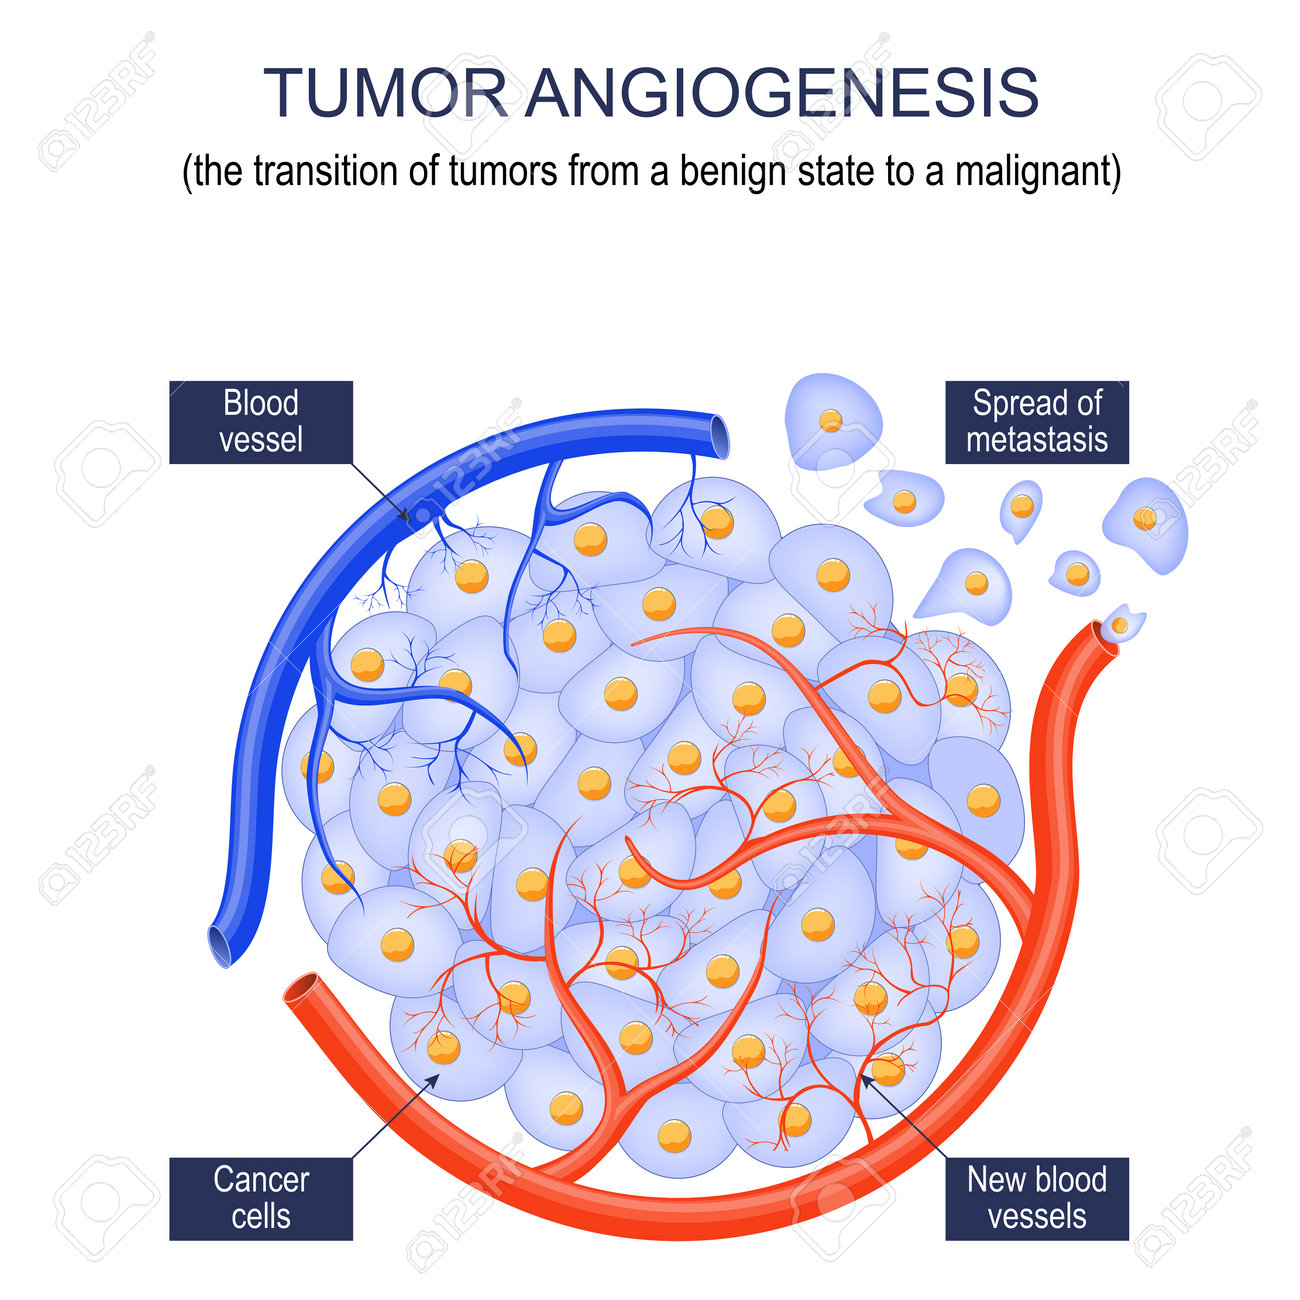 TUMOR ANGIOGENESIS
(the transition of tumors from a benign state to a malignant)
Blood
vessel
Spread of
metastasis
Cancer
cells
New blood
vessels
123RF